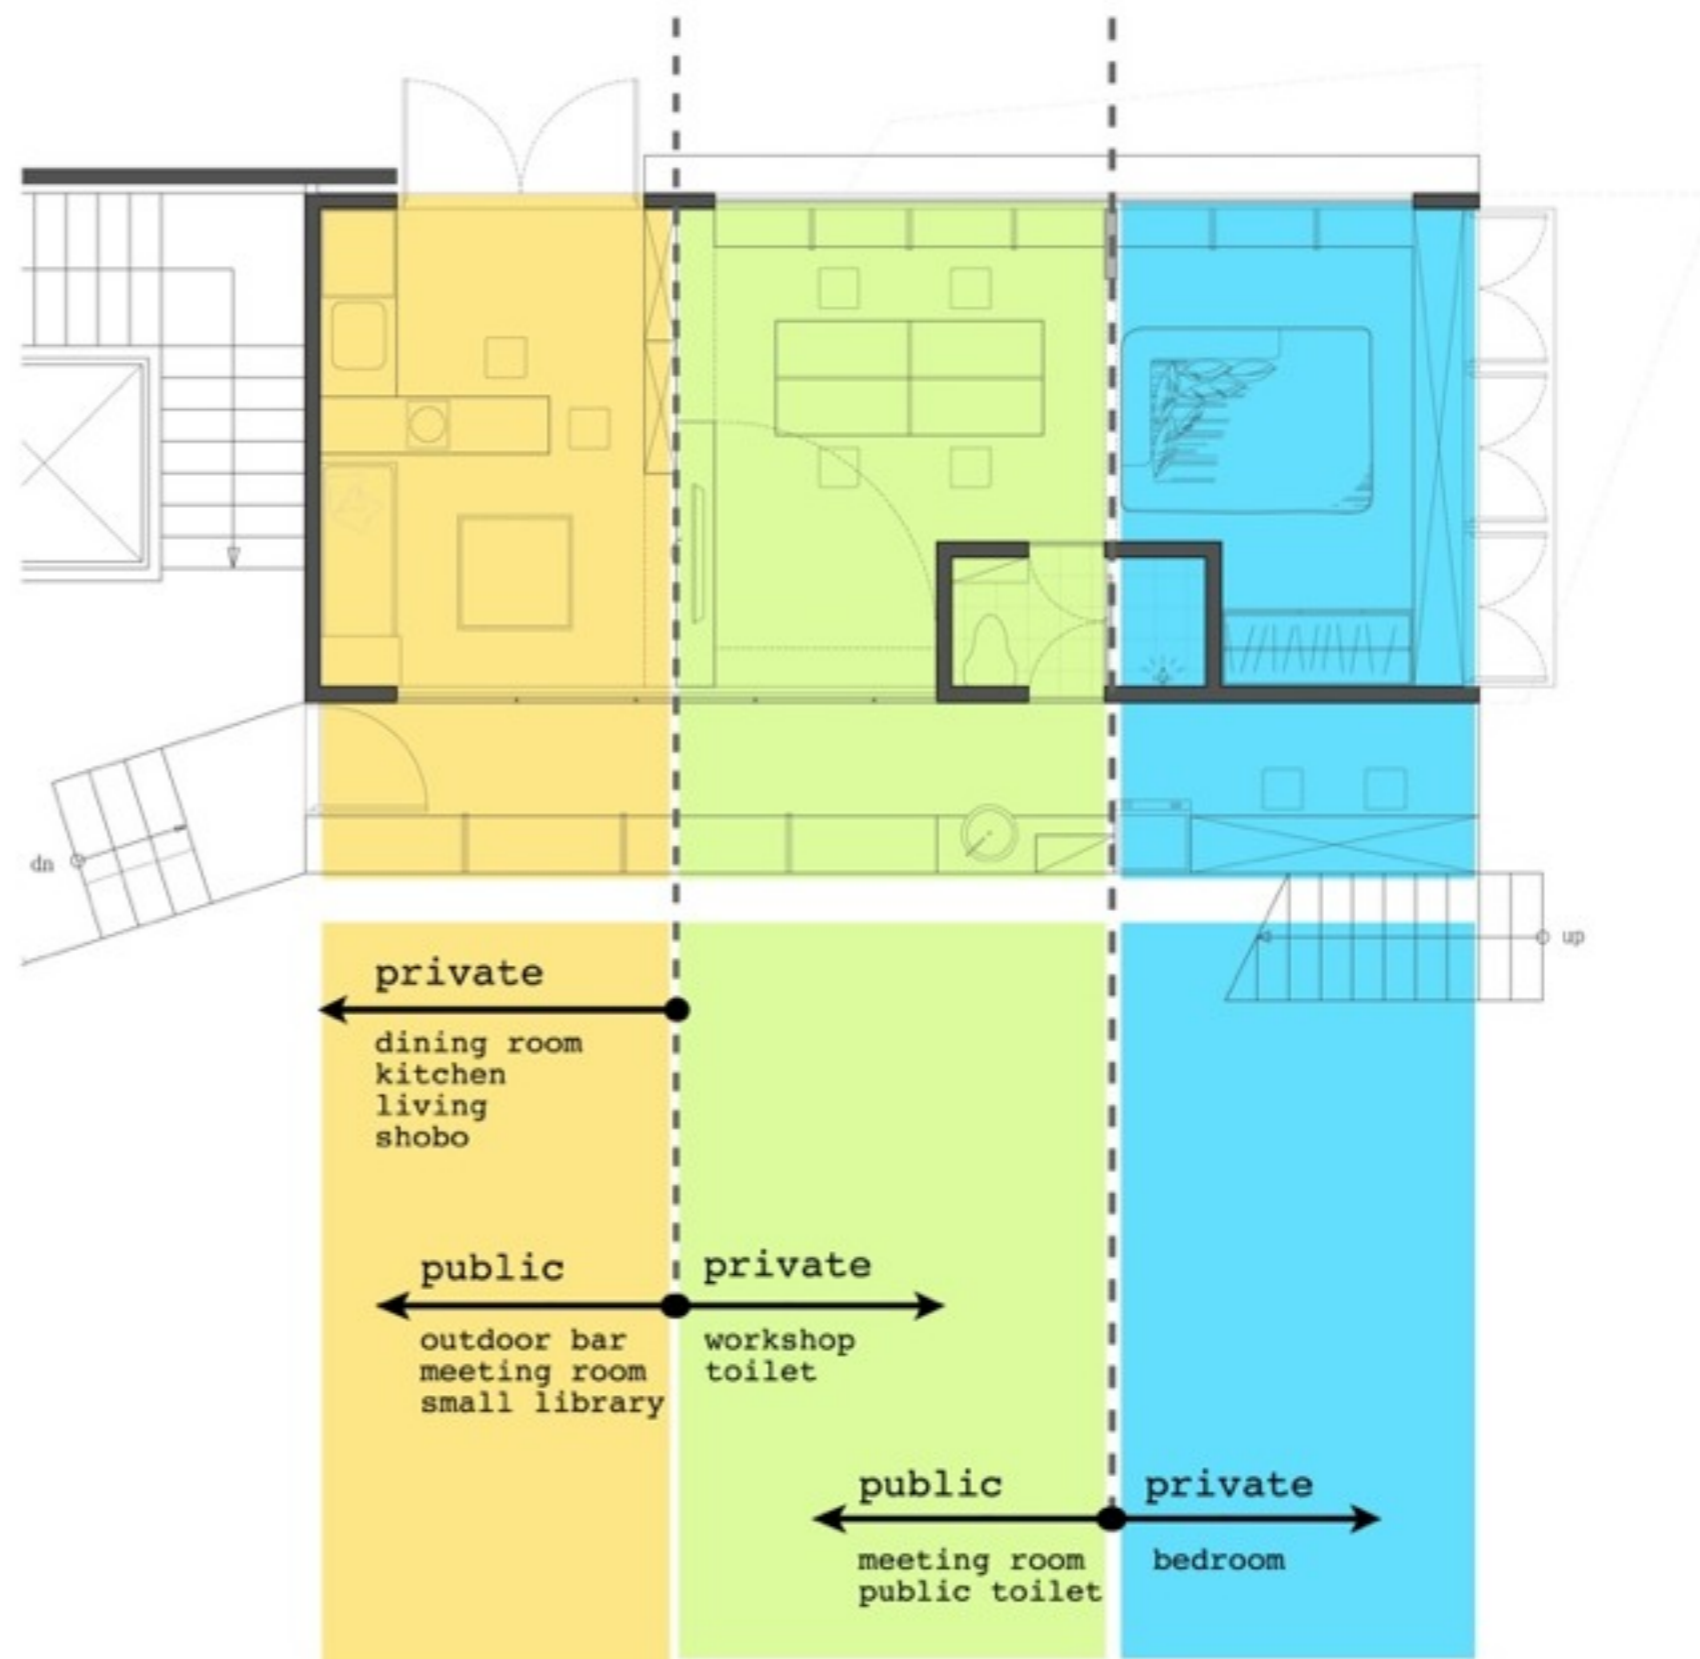 dn
up
private
dining room
kitchen
living
shobo
public
private
outdoor bar
meeting room
small library
workshop
toilet
public
private
meeting room
public toilet
bedroom